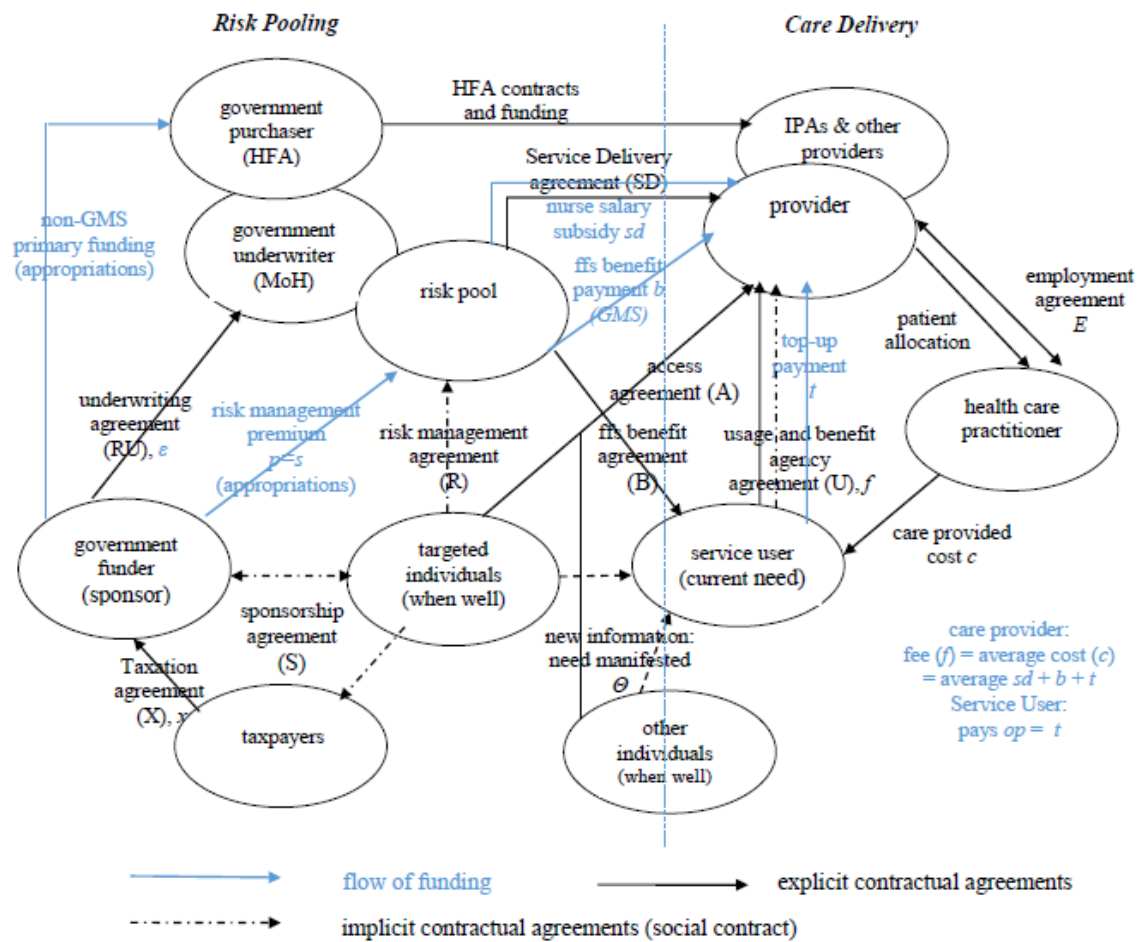 Risk Pooling
Care Delivery
government
purchaser
(HFA)
HFA contracts
and funding
IPAs & other
providers
Service Delivery
agreement (SD)
nurse salary
subsidy sd
provider
non-GMS
primary funding
(appropriations)
government
underwriter
(MoH)
risk pool
ffs benefit
payment b
(GMS)
employment
agreement
E
patient
allocation
access
agreement (A)
top-up
payment
t
underwriting
agreement
(RU), ε
risk management
premium
p=s
(appropriations)
risk management
agreement
(R)
ffs benefit
agreement
(B)
usage and benefit
agency
agreement (U), f
health care
practitioner
government
funder
(sponsor)
targeted
individuals
(when well)
service user
(current need)
care provided
cost c
sponsorship
agreement
(S)
new information:
need manifested
Θ
Taxation
agreement
(X), x
taxpayers
other
individuals
(when well)
care provider:
fee (f) = average cost (c)
= average sd + b + t
Service User:
pays op = t
flow of funding
explicit contractual agreements
implicit contractual agreements (social contract)